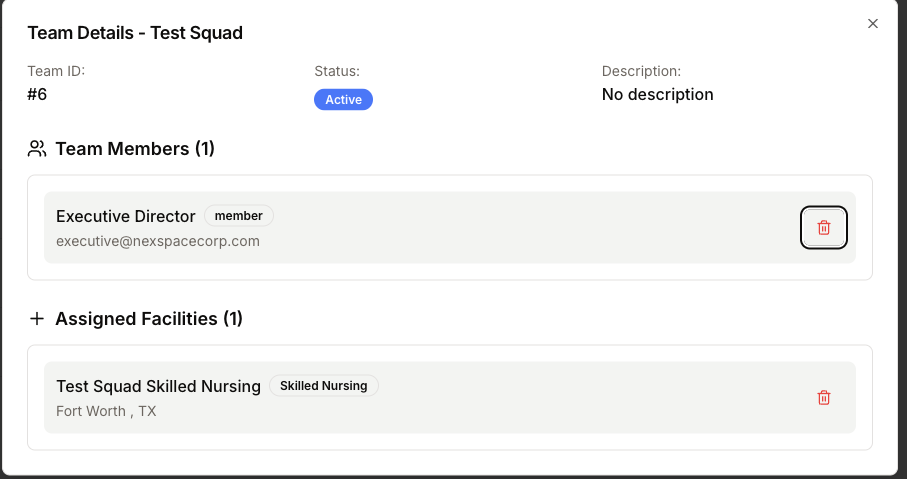 Team Details - Test Squad
Team ID:
#6
Status:
Active
Description:
No description
Team Members (1)
Executive Director
member
executive@nexspacecorp.com
Assigned Facilities (1)
Test Squad Skilled Nursing
Skilled Nursing
Fort Worth , TX